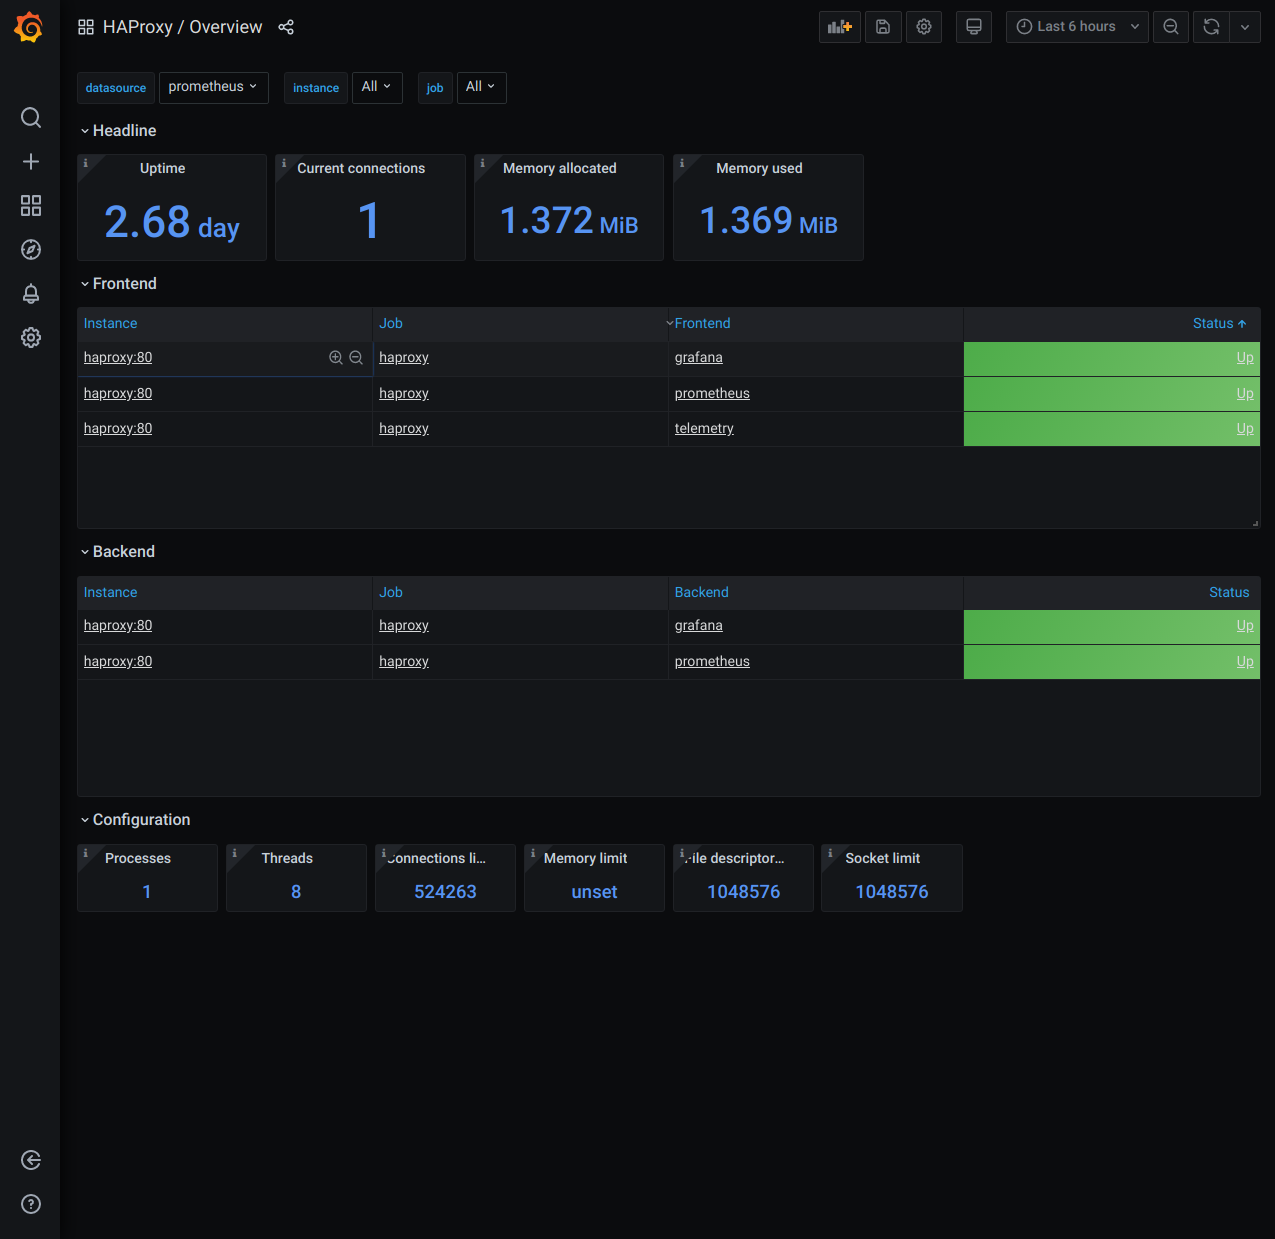 HAProxy / Overview
Last 6 hours
datasource prometheus instance All job All
Headline
Uptime
2.68 day
Current connections
1
Memory allocated
1.372 MiB
Memory used
1.369 MiB
Frontend
Instance Job Frontend Status
haproxy:80 haproxy grafana Up
haproxy:80 haproxy prometheus Up
haproxy:80 haproxy telemetry Up
Backend
Instance Job Backend Status
haproxy:80 haproxy grafana Up
haproxy:80 haproxy prometheus Up
Configuration
Processes
1
Threads
8
Connections li...
524263
Memory limit
unset
File descriptor...
1048576
Socket limit
1048576